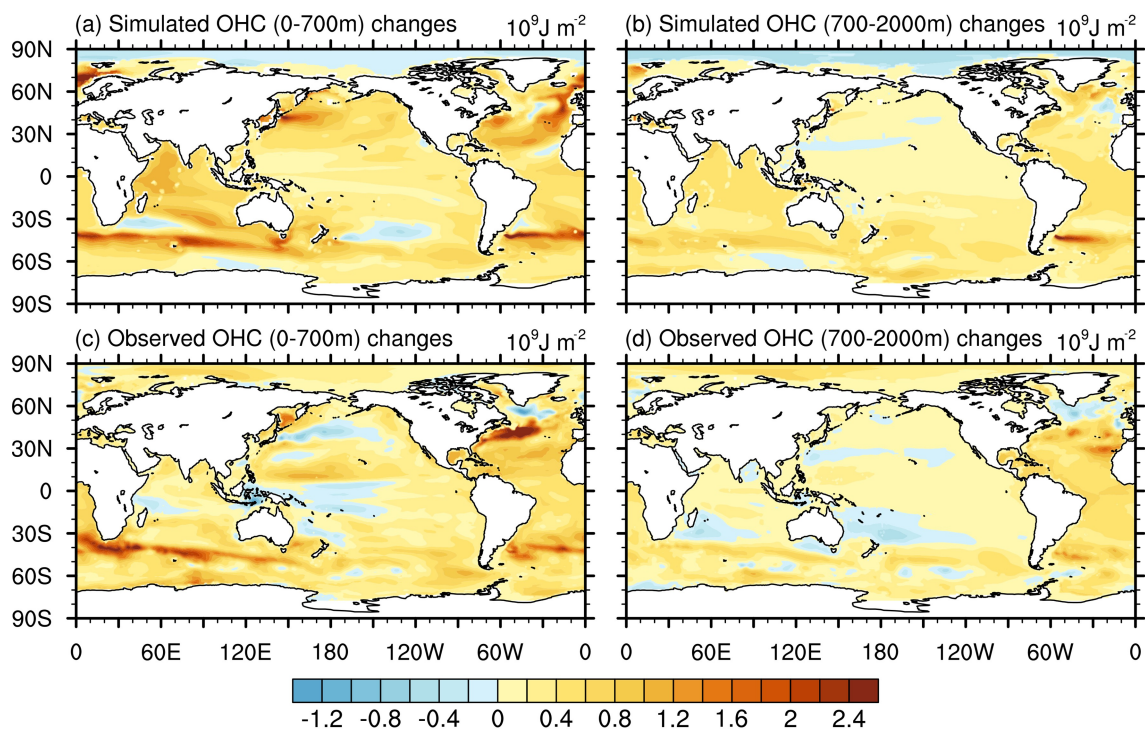 (a) Simulated OHC (0-700m) changes 10⁹J m⁻²
(b) Simulated OHC (700-2000m) changes 10⁹J m⁻²
90N
60N
30N
0
30S
60S
90S
(c) Observed OHC (0-700m) changes 10⁹J m⁻²
(d) Observed OHC (700-2000m) changes 10⁹J m⁻²
90N
60N
30N
0
30S
60S
90S
0 60E 120E 180 120W 60W 0
0 60E 120E 180 120W 60W 0
-1.2 -0.8 -0.4 0 0.4 0.8 1.2 1.6 2 2.4